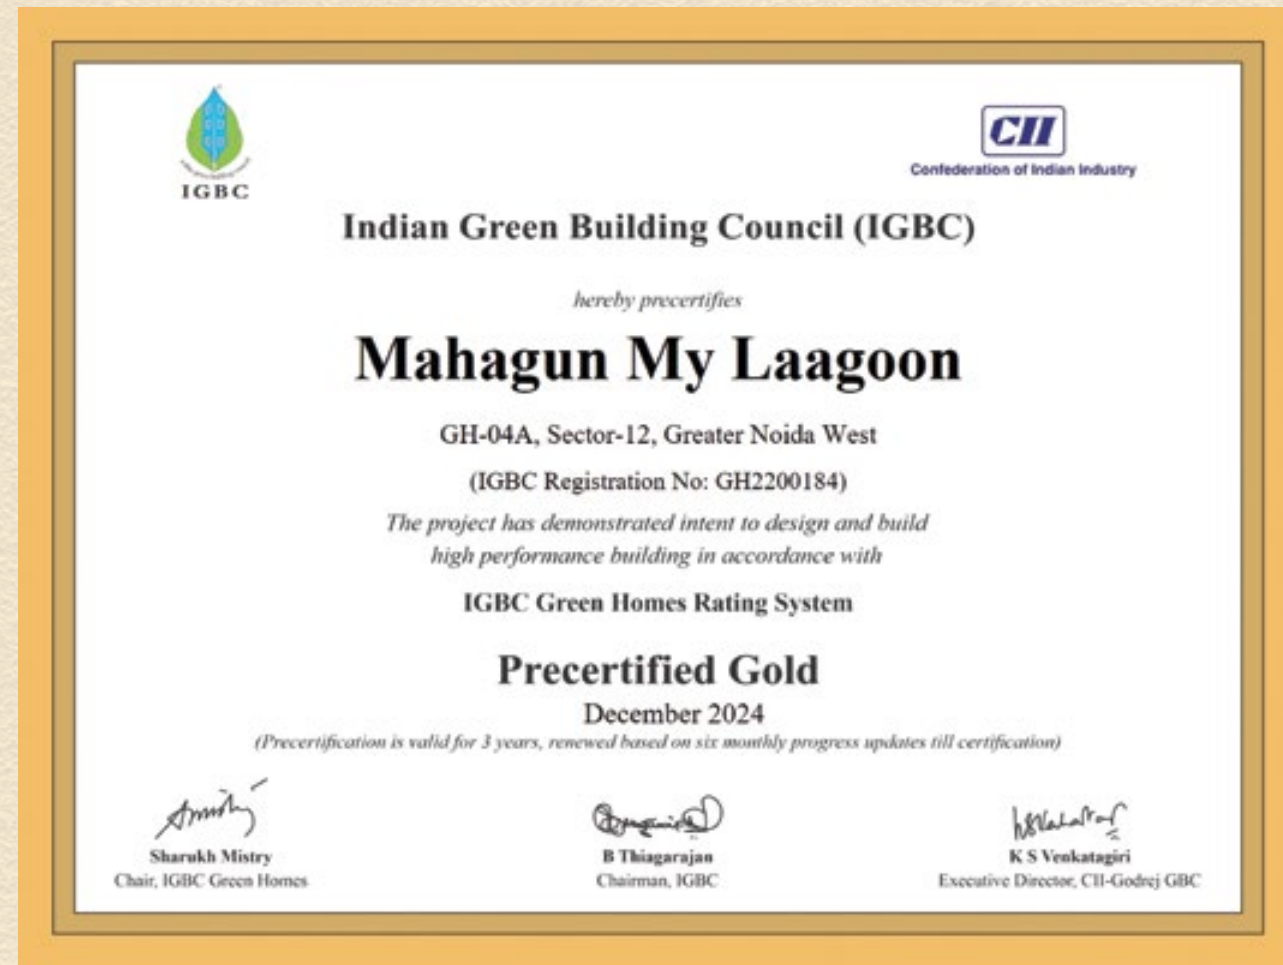 IGBC
CII
Confederation of Indian Industry
Indian Green Building Council (IGBC)
hereby precertifies
Mahagun My Laagoon
GH-04A, Sector-12, Greater Noida West
(IGBC Registration No: GH2200184)
The project has demonstrated intent to design and build
high performance building in accordance with
IGBC Green Homes Rating System
Precertified Gold
December 2024
(Precertification is valid for 3 years, renewed based on six monthly progress updates till certification)
Sharukh Mistry
Chair, IGBC Green Homes
B Thiagarajan
Chairman, IGBC
K S Venkatagiri
Executive Director, CII-Godrej GBC